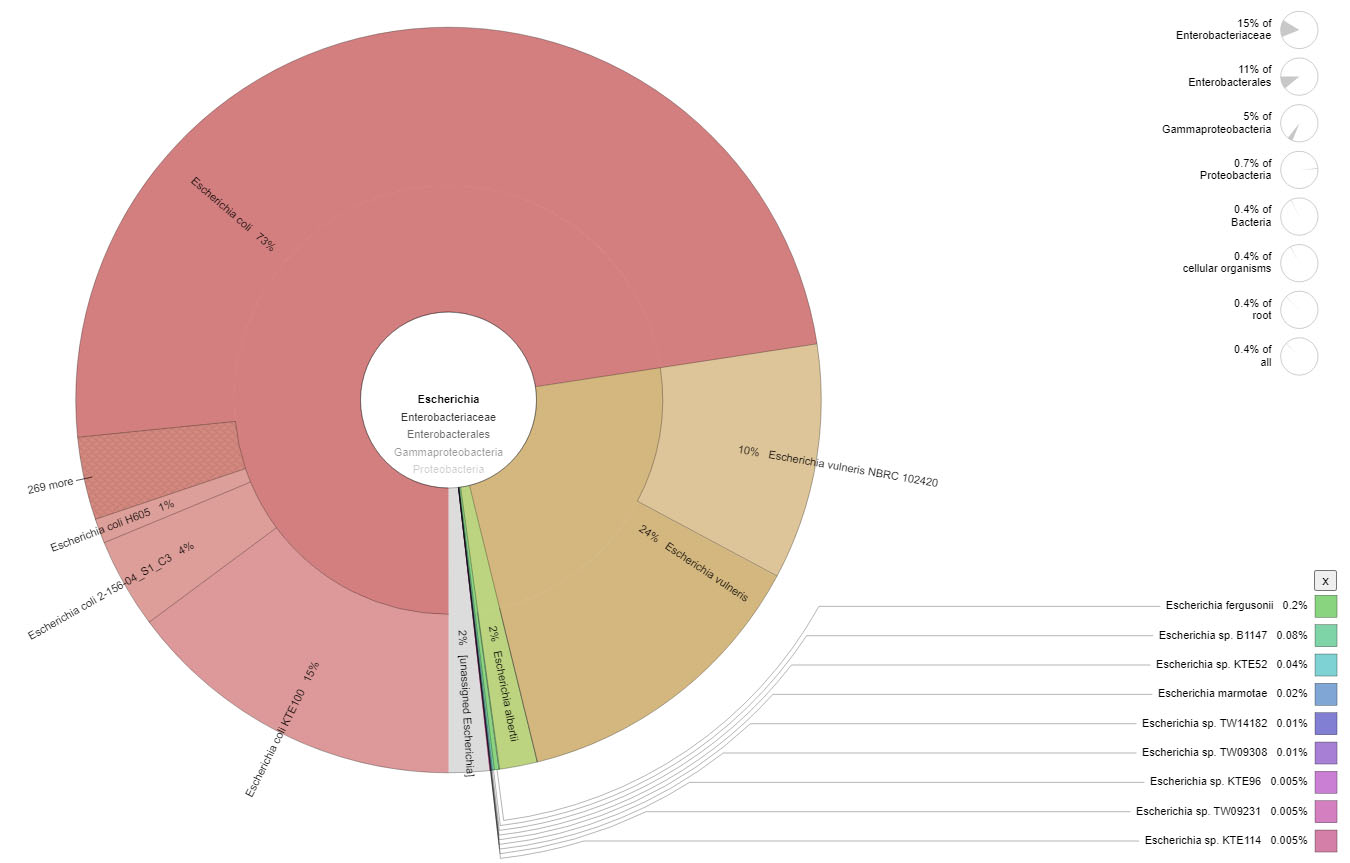 15% of
Enterobacteriaceae
11% of
Enterobacterales
5% of
Gammaproteobacteria
0.7% of
Proteobacteria
0.4% of
Bacteria
0.4% of
cellular organisms
0.4% of
root
0.4% of
all
Escherichia coli 73%
Escherichia
Enterobacteriaceae
Enterobacterales
Gammaproteobacteria
Proteobacteria
10% Escherichia vulneris NBRC 102420
24% Escherichia vulneris
269 more
Escherichia coli H605 1%
Escherichia coli 2-156-04_S1_C3 4%
Escherichia coli KTE100 15%
2% [unassigned Escherichia]
2% Escherichia albertii
x
Escherichia fergusonii 0.2%
Escherichia sp. B1147 0.08%
Escherichia sp. KTE52 0.04%
Escherichia marmotae 0.02%
Escherichia sp. TW14182 0.01%
Escherichia sp. TW09308 0.01%
Escherichia sp. KTE96 0.005%
Escherichia sp. TW09231 0.005%
Escherichia sp. KTE114 0.005%